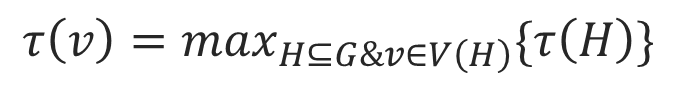 τ(v) = max_{H⊆G&v∈V(H)}{τ(H)}